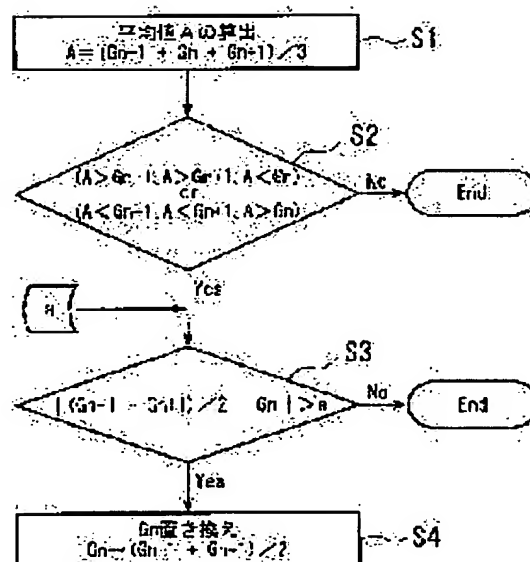 平均値Aの算出
A=(Gn-1 + Gn + Gn+1)/3
S1
S2
(A>Gn-1, A>Gn+1, A<Gn)
or
(A<Gn-1, A<Gn+1, A>Gn)
No
End
Yes
a
S3
No
End
Yes
Gn置き換え
S4